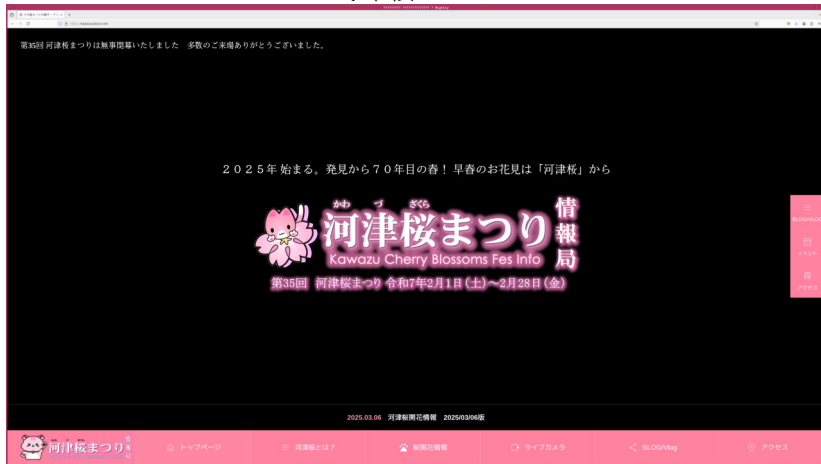 第35回 河津桜まつりは無事閉幕いたしました　多数のご来場ありがとうございました。
２０２５年 始まる。発見から７０年目の春！ 早春のお花見は「河津桜」から
かわ づ ざくら
河津桜まつり
情報局
Kawazu Cherry Blossoms Fes Info
第35回 河津桜まつり 令和7年2月1日(土)～2月28日(金)
BLOG/VLOG
イベント
アクセス
2025.03.06 河津桜開花情報 2025/03/06版
河津桜まつり 情報局
トップページ
河津桜とは？
桜開花情報
ライブカメラ
BLOG/Vlog
アクセス